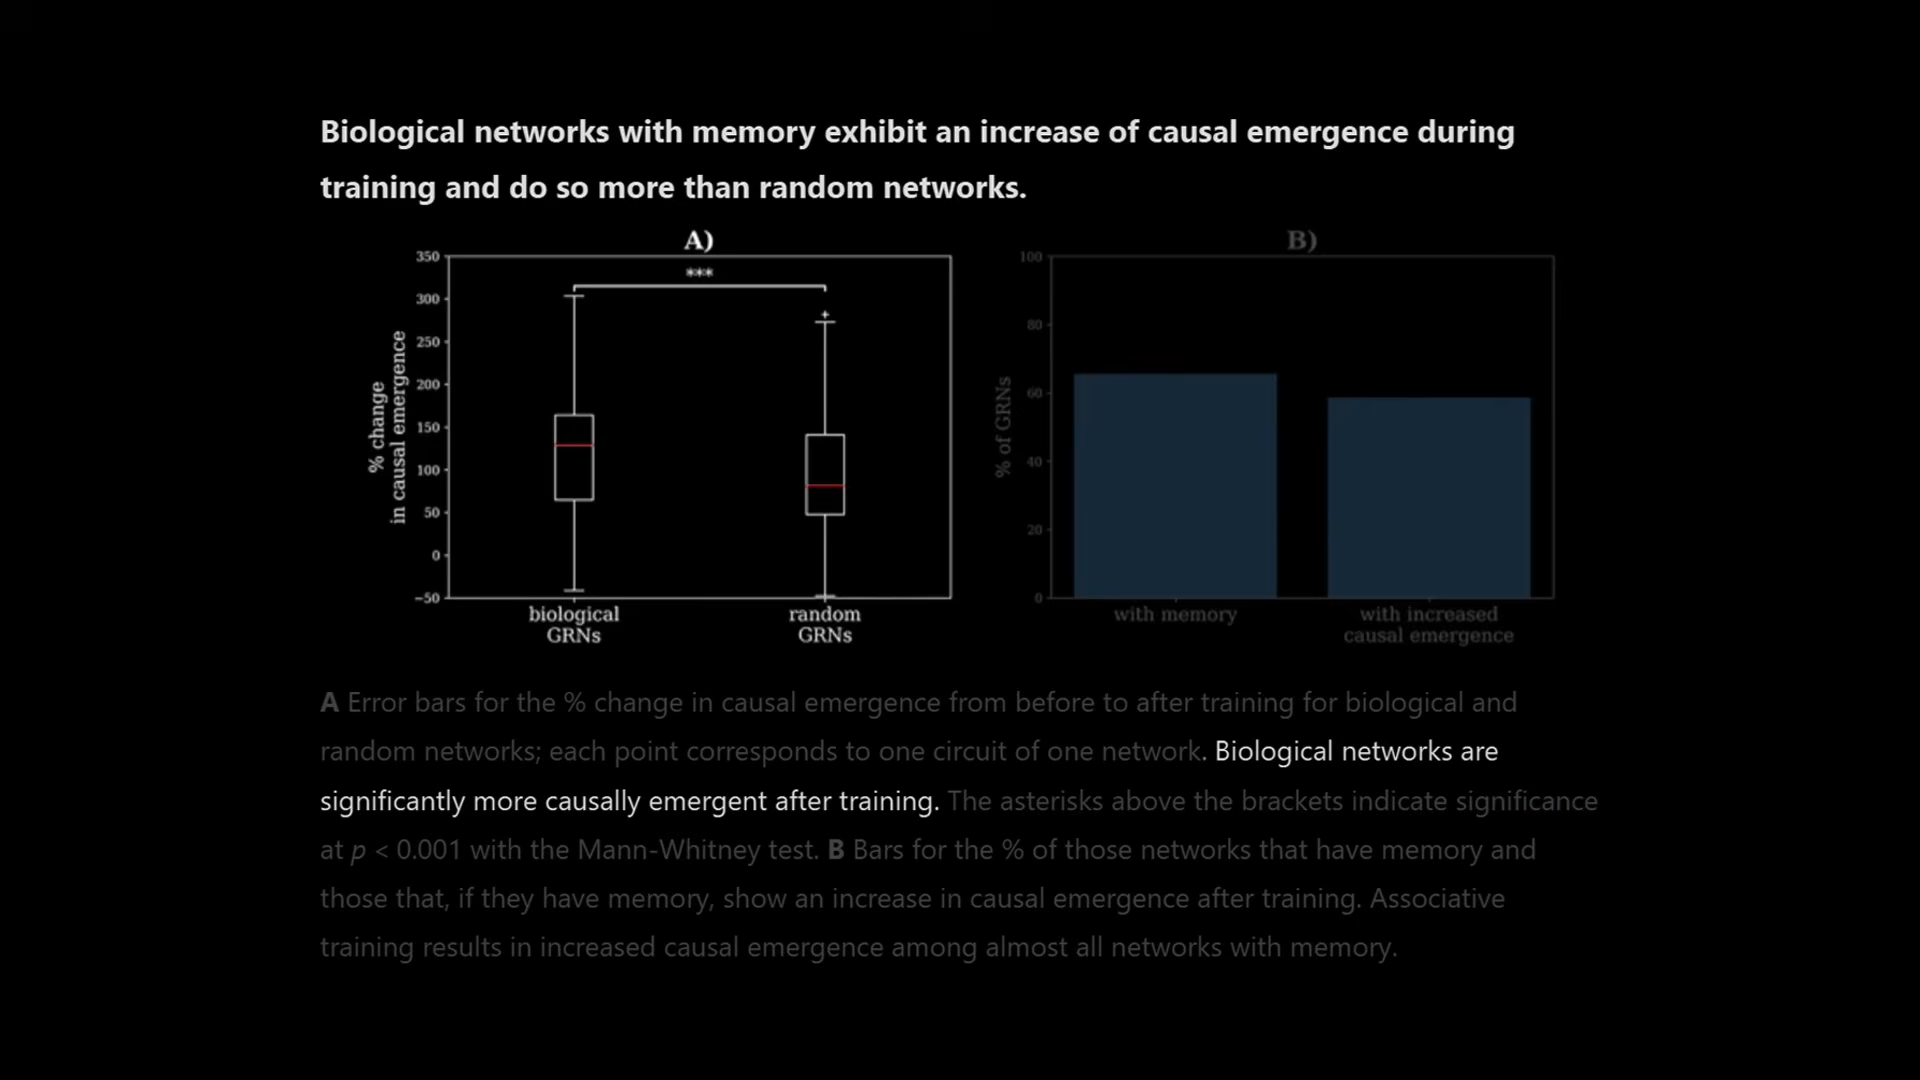 Biological networks with memory exhibit an increase of causal emergence during
training and do so more than random networks.
A)
***
350
300
250
200
150
100
50
0
−50
% change
in causal emergence
biological
GRNs
random
GRNs
B)
100
80
60
40
20
0
% of GRNs
with memory
with increased
causal emergence
A Error bars for the % change in causal emergence from before to after training for biological and
random networks; each point corresponds to one circuit of one network. Biological networks are
significantly more causally emergent after training. The asterisks above the brackets indicate significance
at p < 0.001 with the Mann-Whitney test. B Bars for the % of those networks that have memory and
those that, if they have memory, show an increase in causal emergence after training. Associative
training results in increased causal emergence among almost all networks with memory.